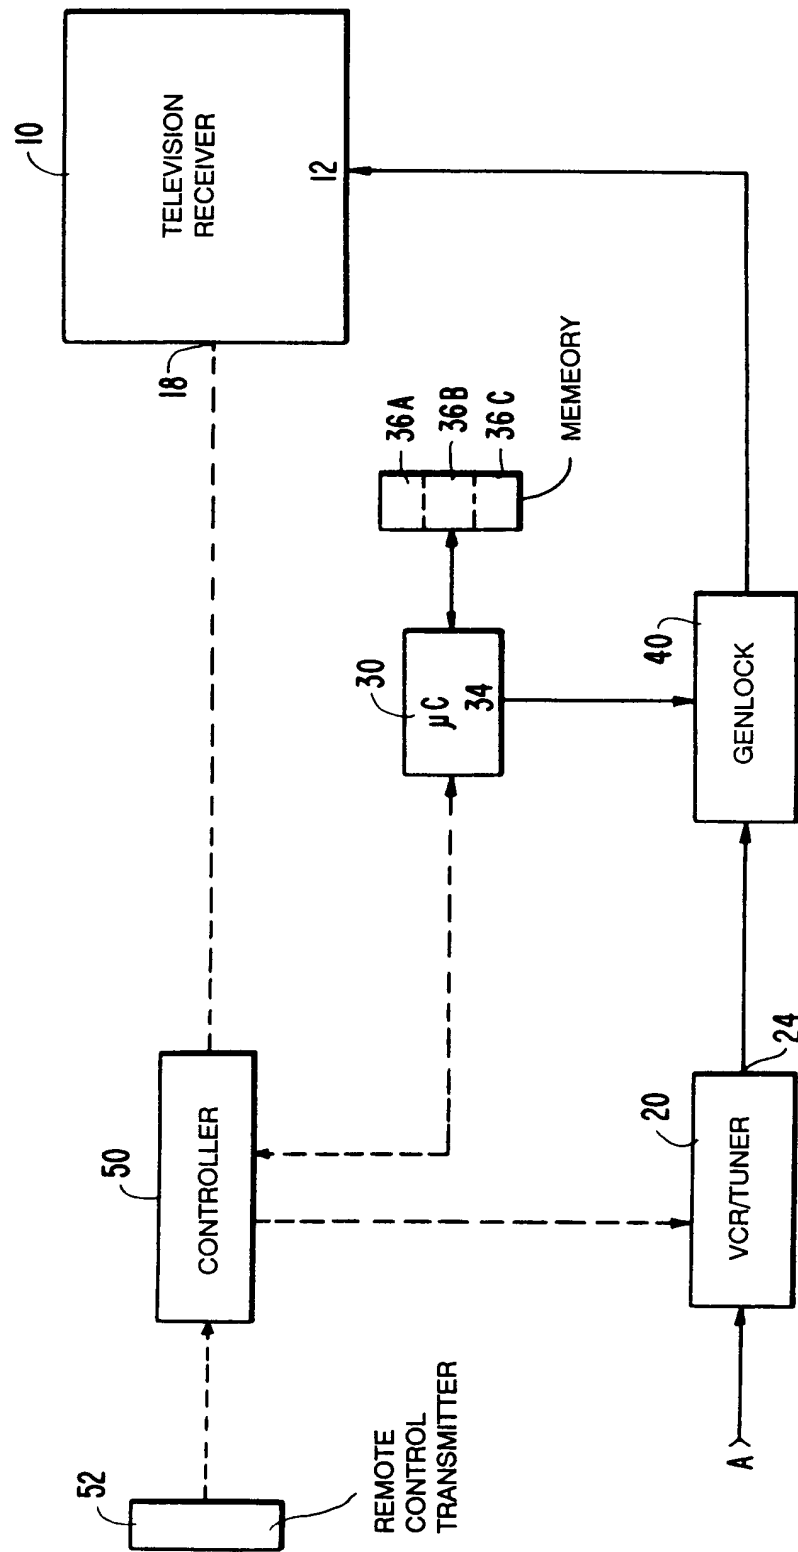 10
TELEVISION
RECEIVER
12
18
36A
36B
36C
MEMEORY
30
µC
34
40
GENLOCK
50
CONTROLLER
20
VCR/TUNER
24
A
52
REMOTE
CONTROL
TRANSMITTER